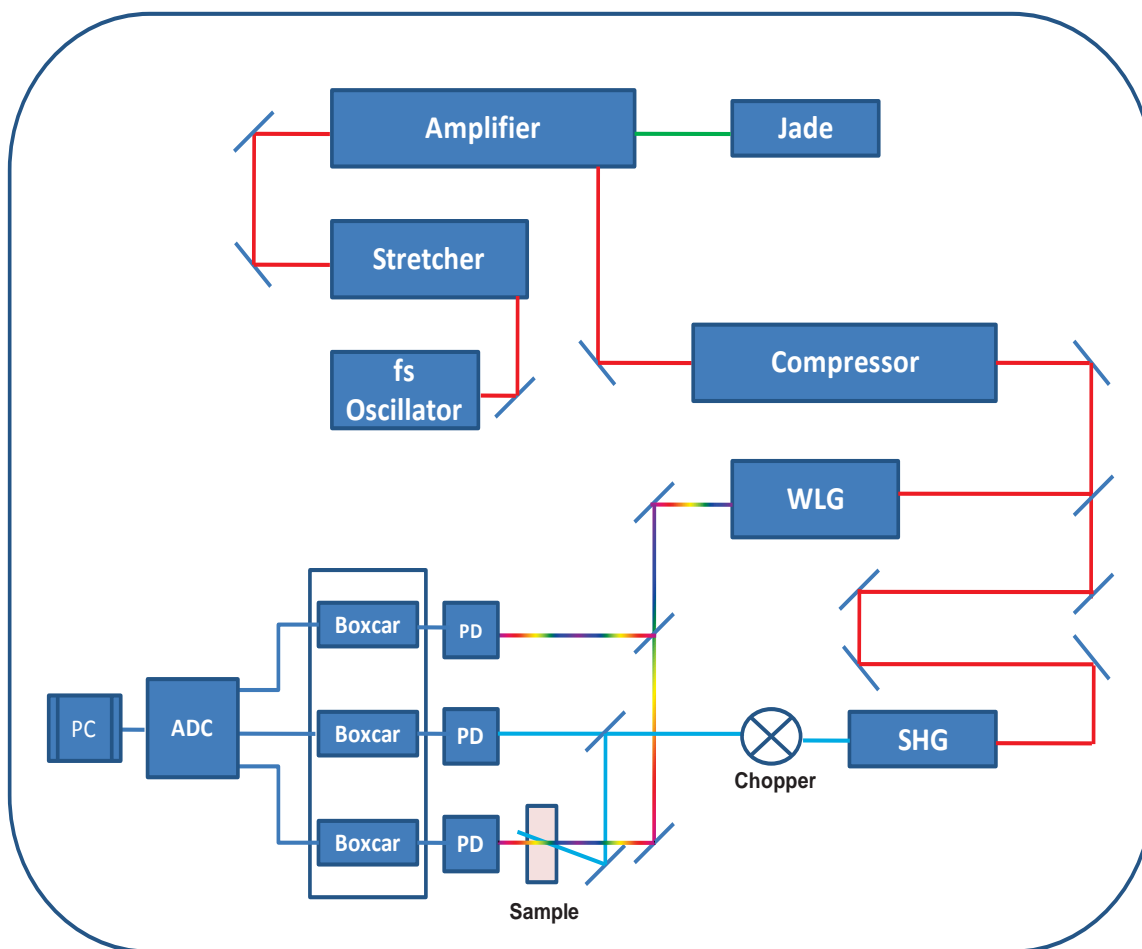 Amplifier
Jade
Stretcher
fs
Oscillator
Compressor
WLG
Boxcar
PD
PC
ADC
Boxcar
PD
SHG
Chopper
Boxcar
PD
Sample